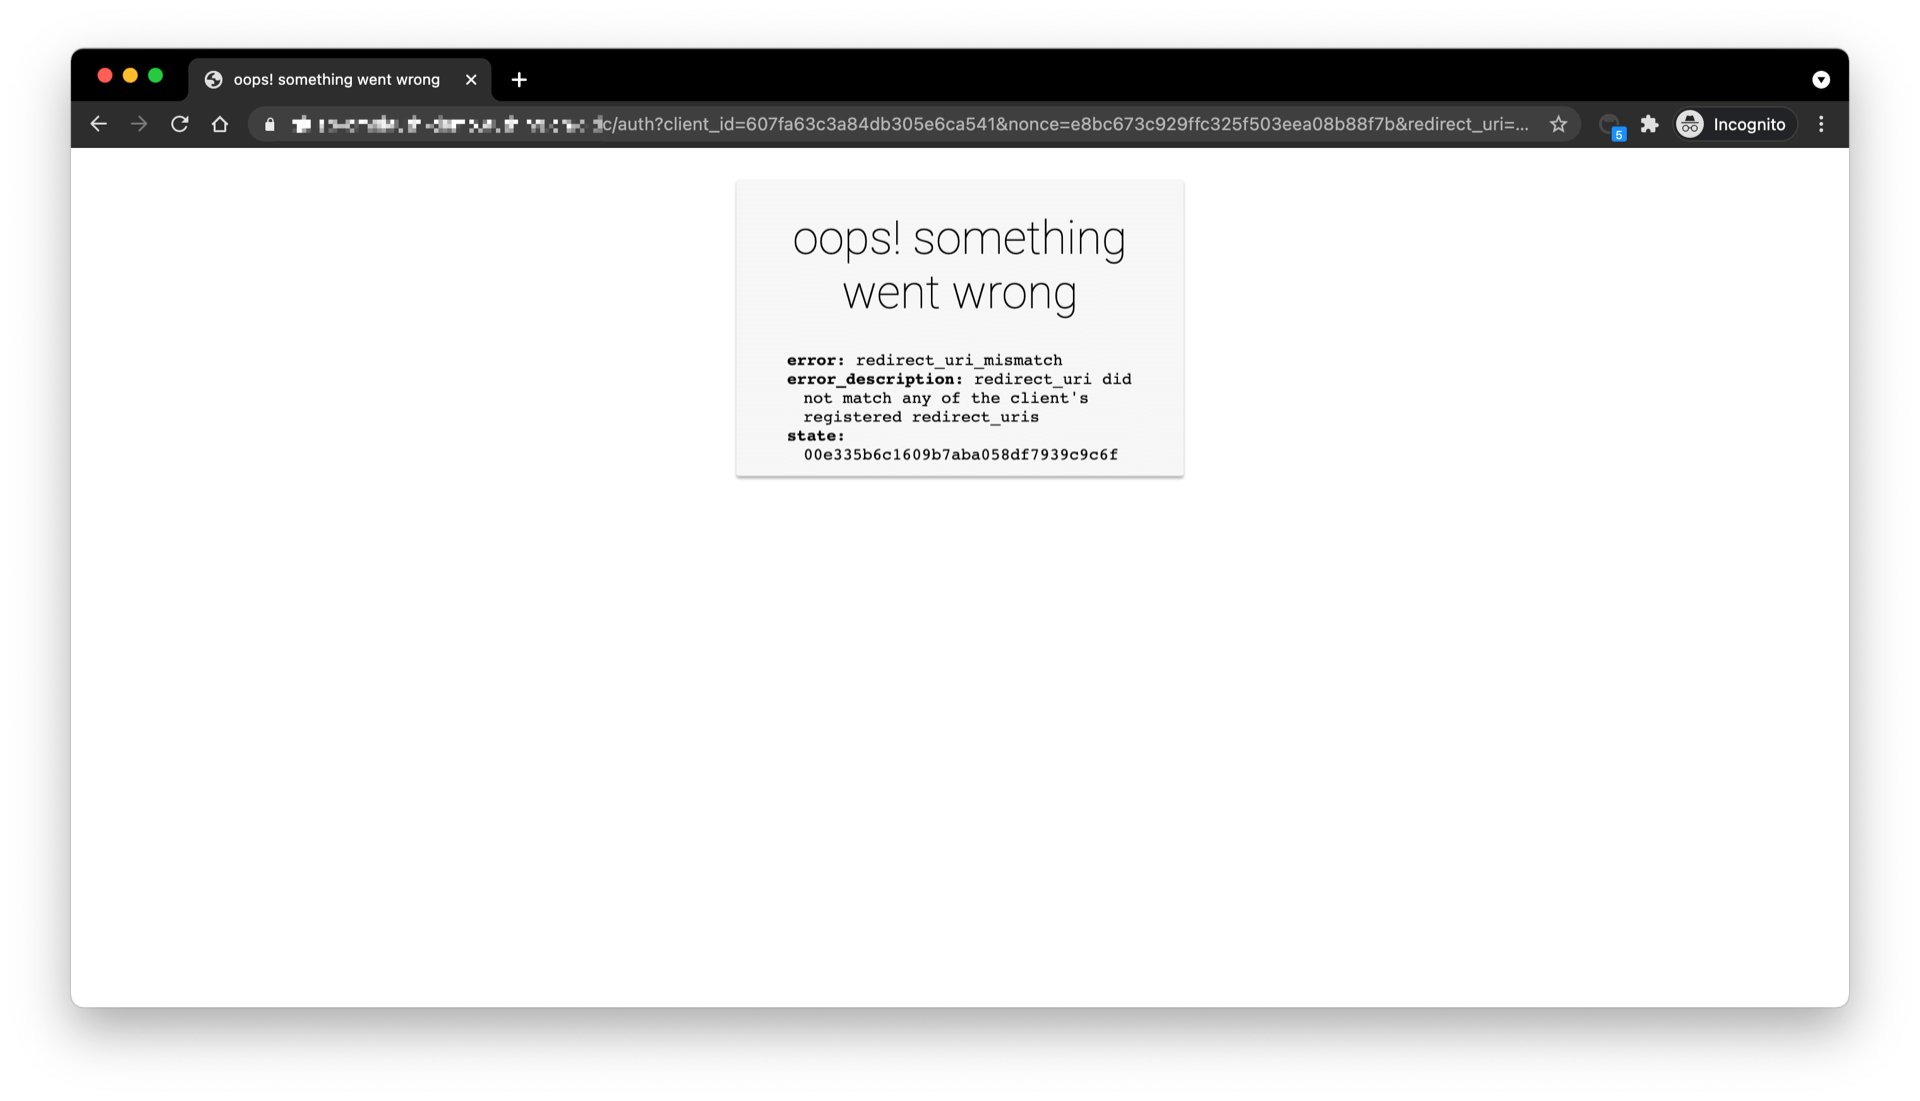 oops! something went wrong
c/auth?client_id=607fa63c3a84db305e6ca541&nonce=e8bc673c929ffc325f503eea08b88f7b&redirect_uri=...
5
Incognito
oops! something
went wrong
error: redirect_uri_mismatch
error_description: redirect_uri did
not match any of the client's
registered redirect_uris
state:
00e335b6c1609b7aba058df7939c9c6f